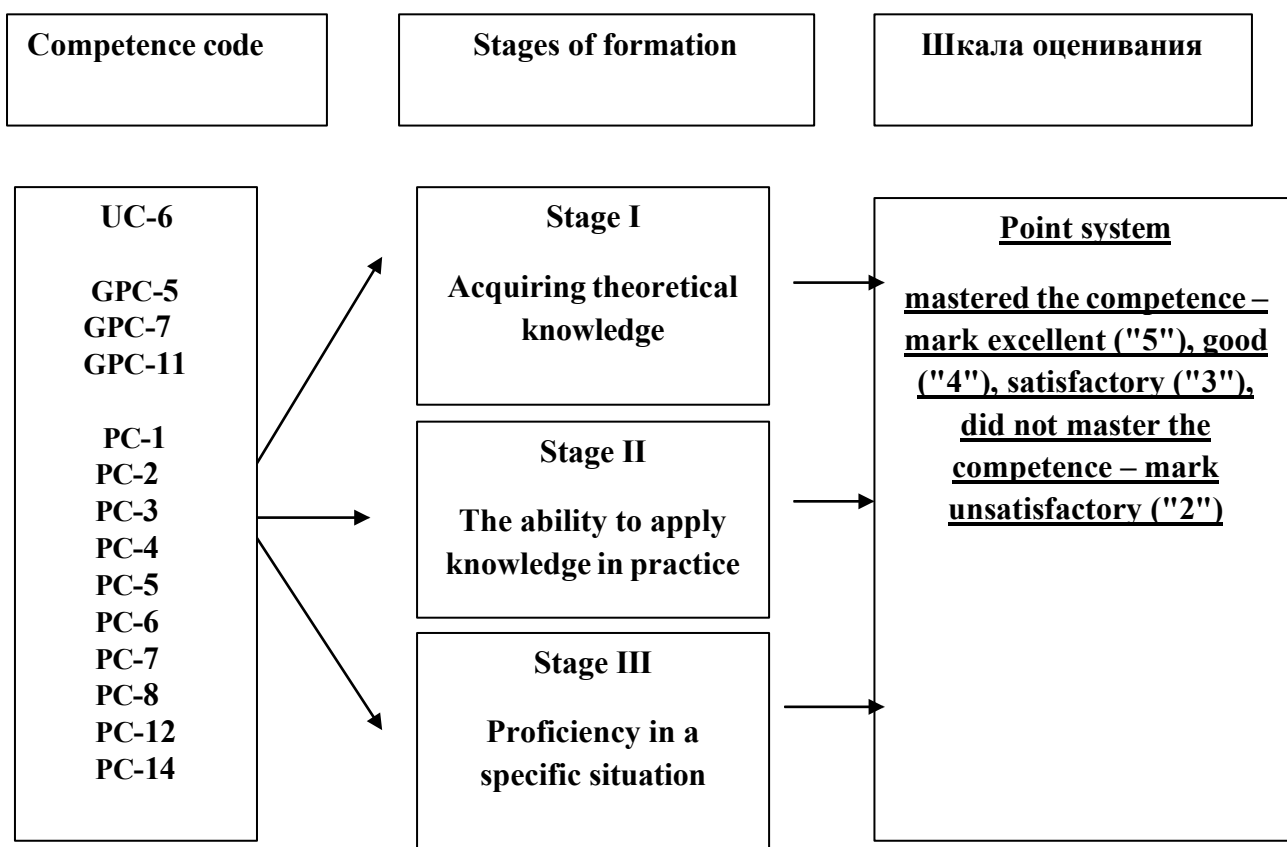 Competence code
Stages of formation
Шкала оценивания
UC-6
GPC-5
GPC-7
GPC-11
PC-1
PC-2
PC-3
PC-4
PC-5
PC-6
PC-7
PC-8
PC-12
PC-14
Stage I
Acquiring theoretical
knowledge
Stage II
The ability to apply
knowledge in practice
Stage III
Proficiency in a
specific situation
Point system
mastered the competence –
mark excellent ("5"), good
("4"), satisfactory ("3"),
did not master the
competence – mark
unsatisfactory ("2")